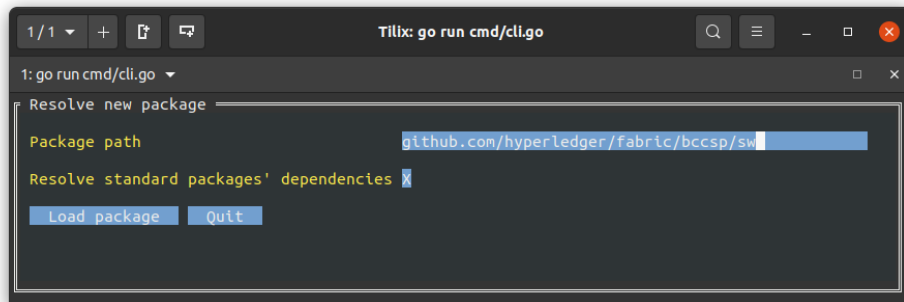 1 / 1
Tilix: go run cmd/cli.go
1: go run cmd/cli.go
Resolve new package
Package path github.com/hyperledger/fabric/bccsp/sw
Resolve standard packages' dependencies X
Load package Quit